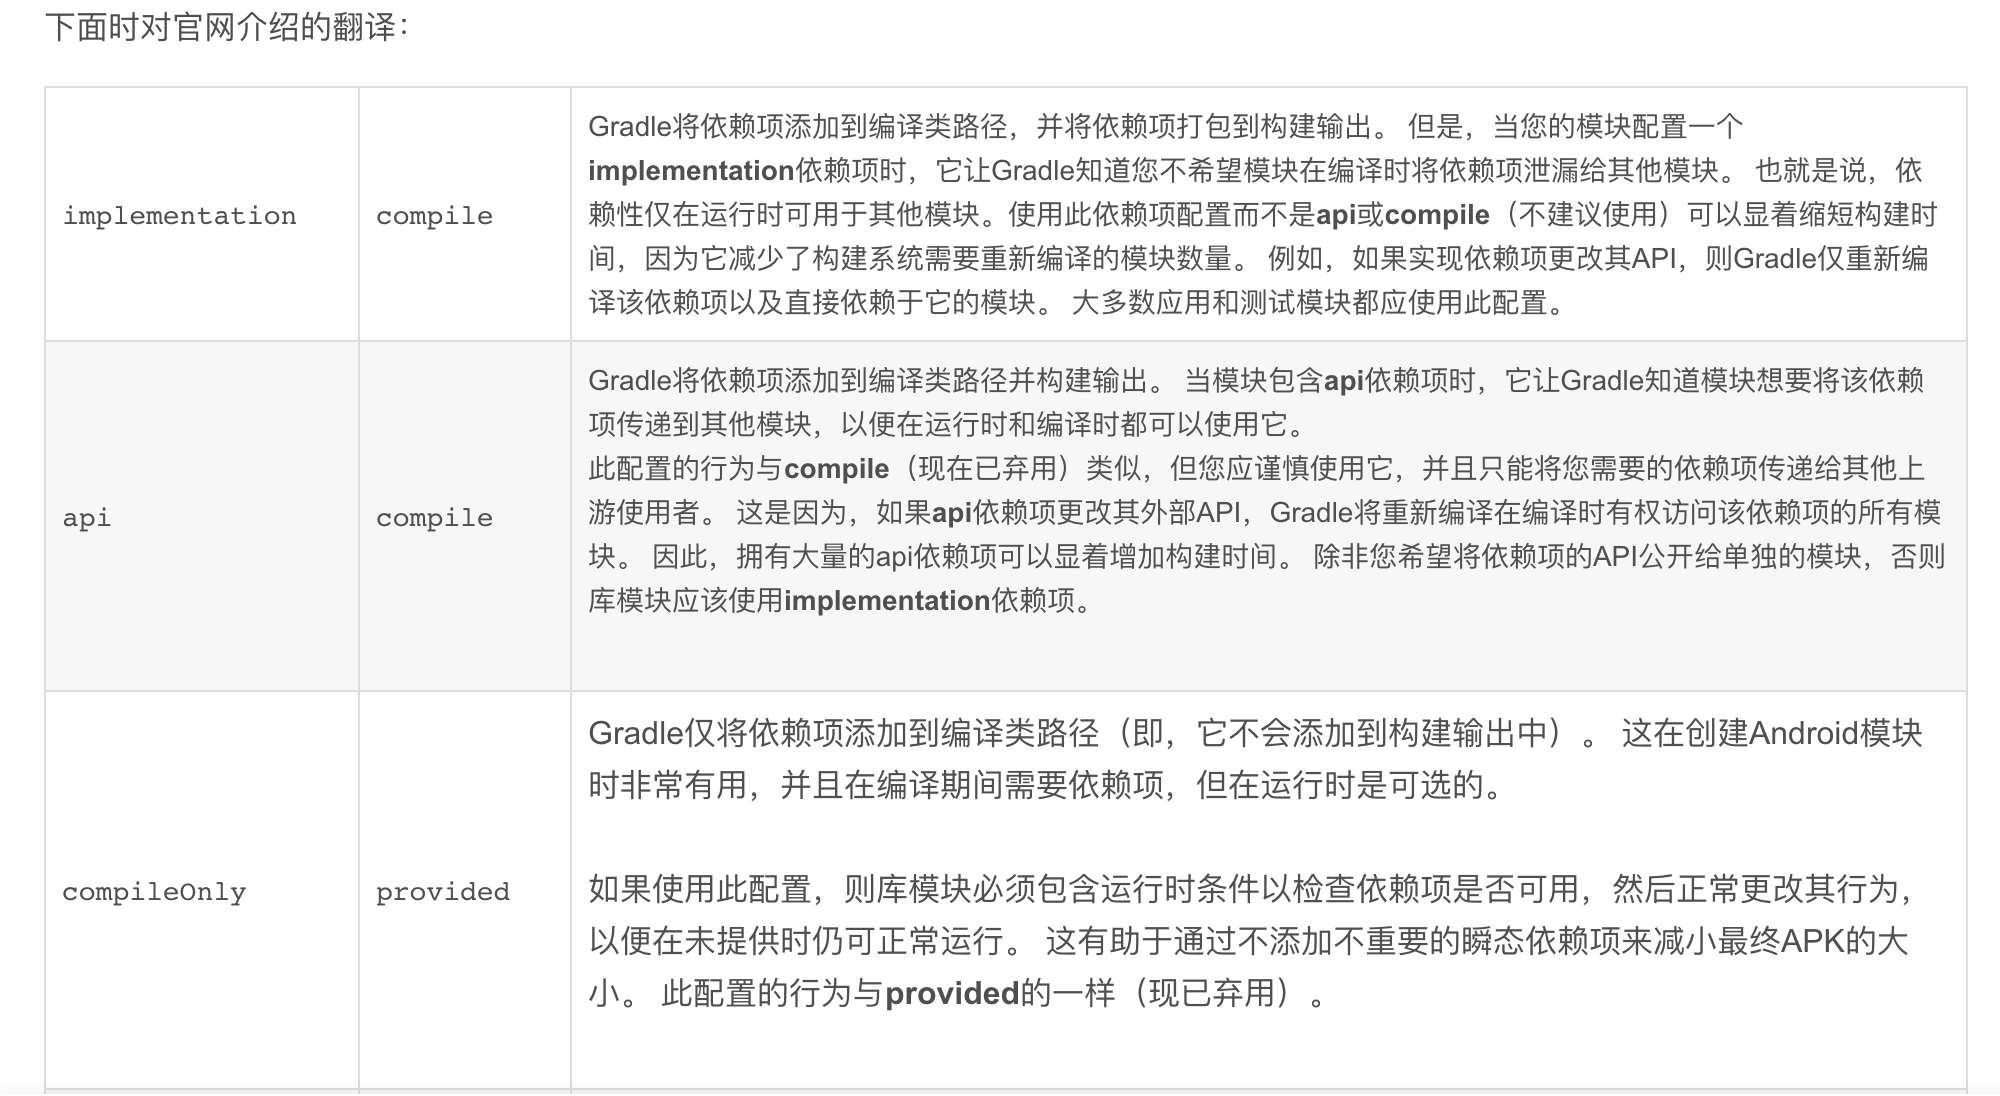 下面时对官网介绍的翻译：
implementation
compile
Gradle将依赖项添加到编译类路径，并将依赖项打包到构建输出。 但是，当您的模块配置一个
implementation依赖项时，它让Gradle知道您不希望模块在编译时将依赖项泄漏给其他模块。 也就是说，依
赖性仅在运行时可用于其他模块。使用此依赖项配置而不是api或compile（不建议使用）可以显着缩短构建时
间，因为它减少了构建系统需要重新编译的模块数量。 例如，如果实现依赖项更改其API，则Gradle仅重新编
译该依赖项以及直接依赖于它的模块。 大多数应用和测试模块都应使用此配置。
api
compile
Gradle将依赖项添加到编译类路径并构建输出。 当模块包含api依赖项时，它让Gradle知道模块想要将该依赖
项传递到其他模块，以便在运行时和编译时都可以使用它。
此配置的行为与compile（现在已弃用）类似，但您应谨慎使用它，并且只能将您需要的依赖项传递给其他上
游使用者。 这是因为，如果api依赖项更改其外部API，Gradle将重新编译在编译时有权访问该依赖项的所有模
块。 因此，拥有大量的api依赖项可以显着增加构建时间。 除非您希望将依赖项的API公开给单独的模块，否则
库模块应该使用implementation依赖项。
compileOnly
provided
Gradle仅将依赖项添加到编译类路径（即，它不会添加到构建输出中）。 这在创建Android模块
时非常有用，并且在编译期间需要依赖项，但在运行时是可选的。
如果使用此配置，则库模块必须包含运行时条件以检查依赖项是否可用，然后正常更改其行为，
以便在未提供时仍可正常运行。 这有助于通过不添加不重要的瞬态依赖项来减小最终APK的大
小。 此配置的行为与provided的一样（现已弃用）。